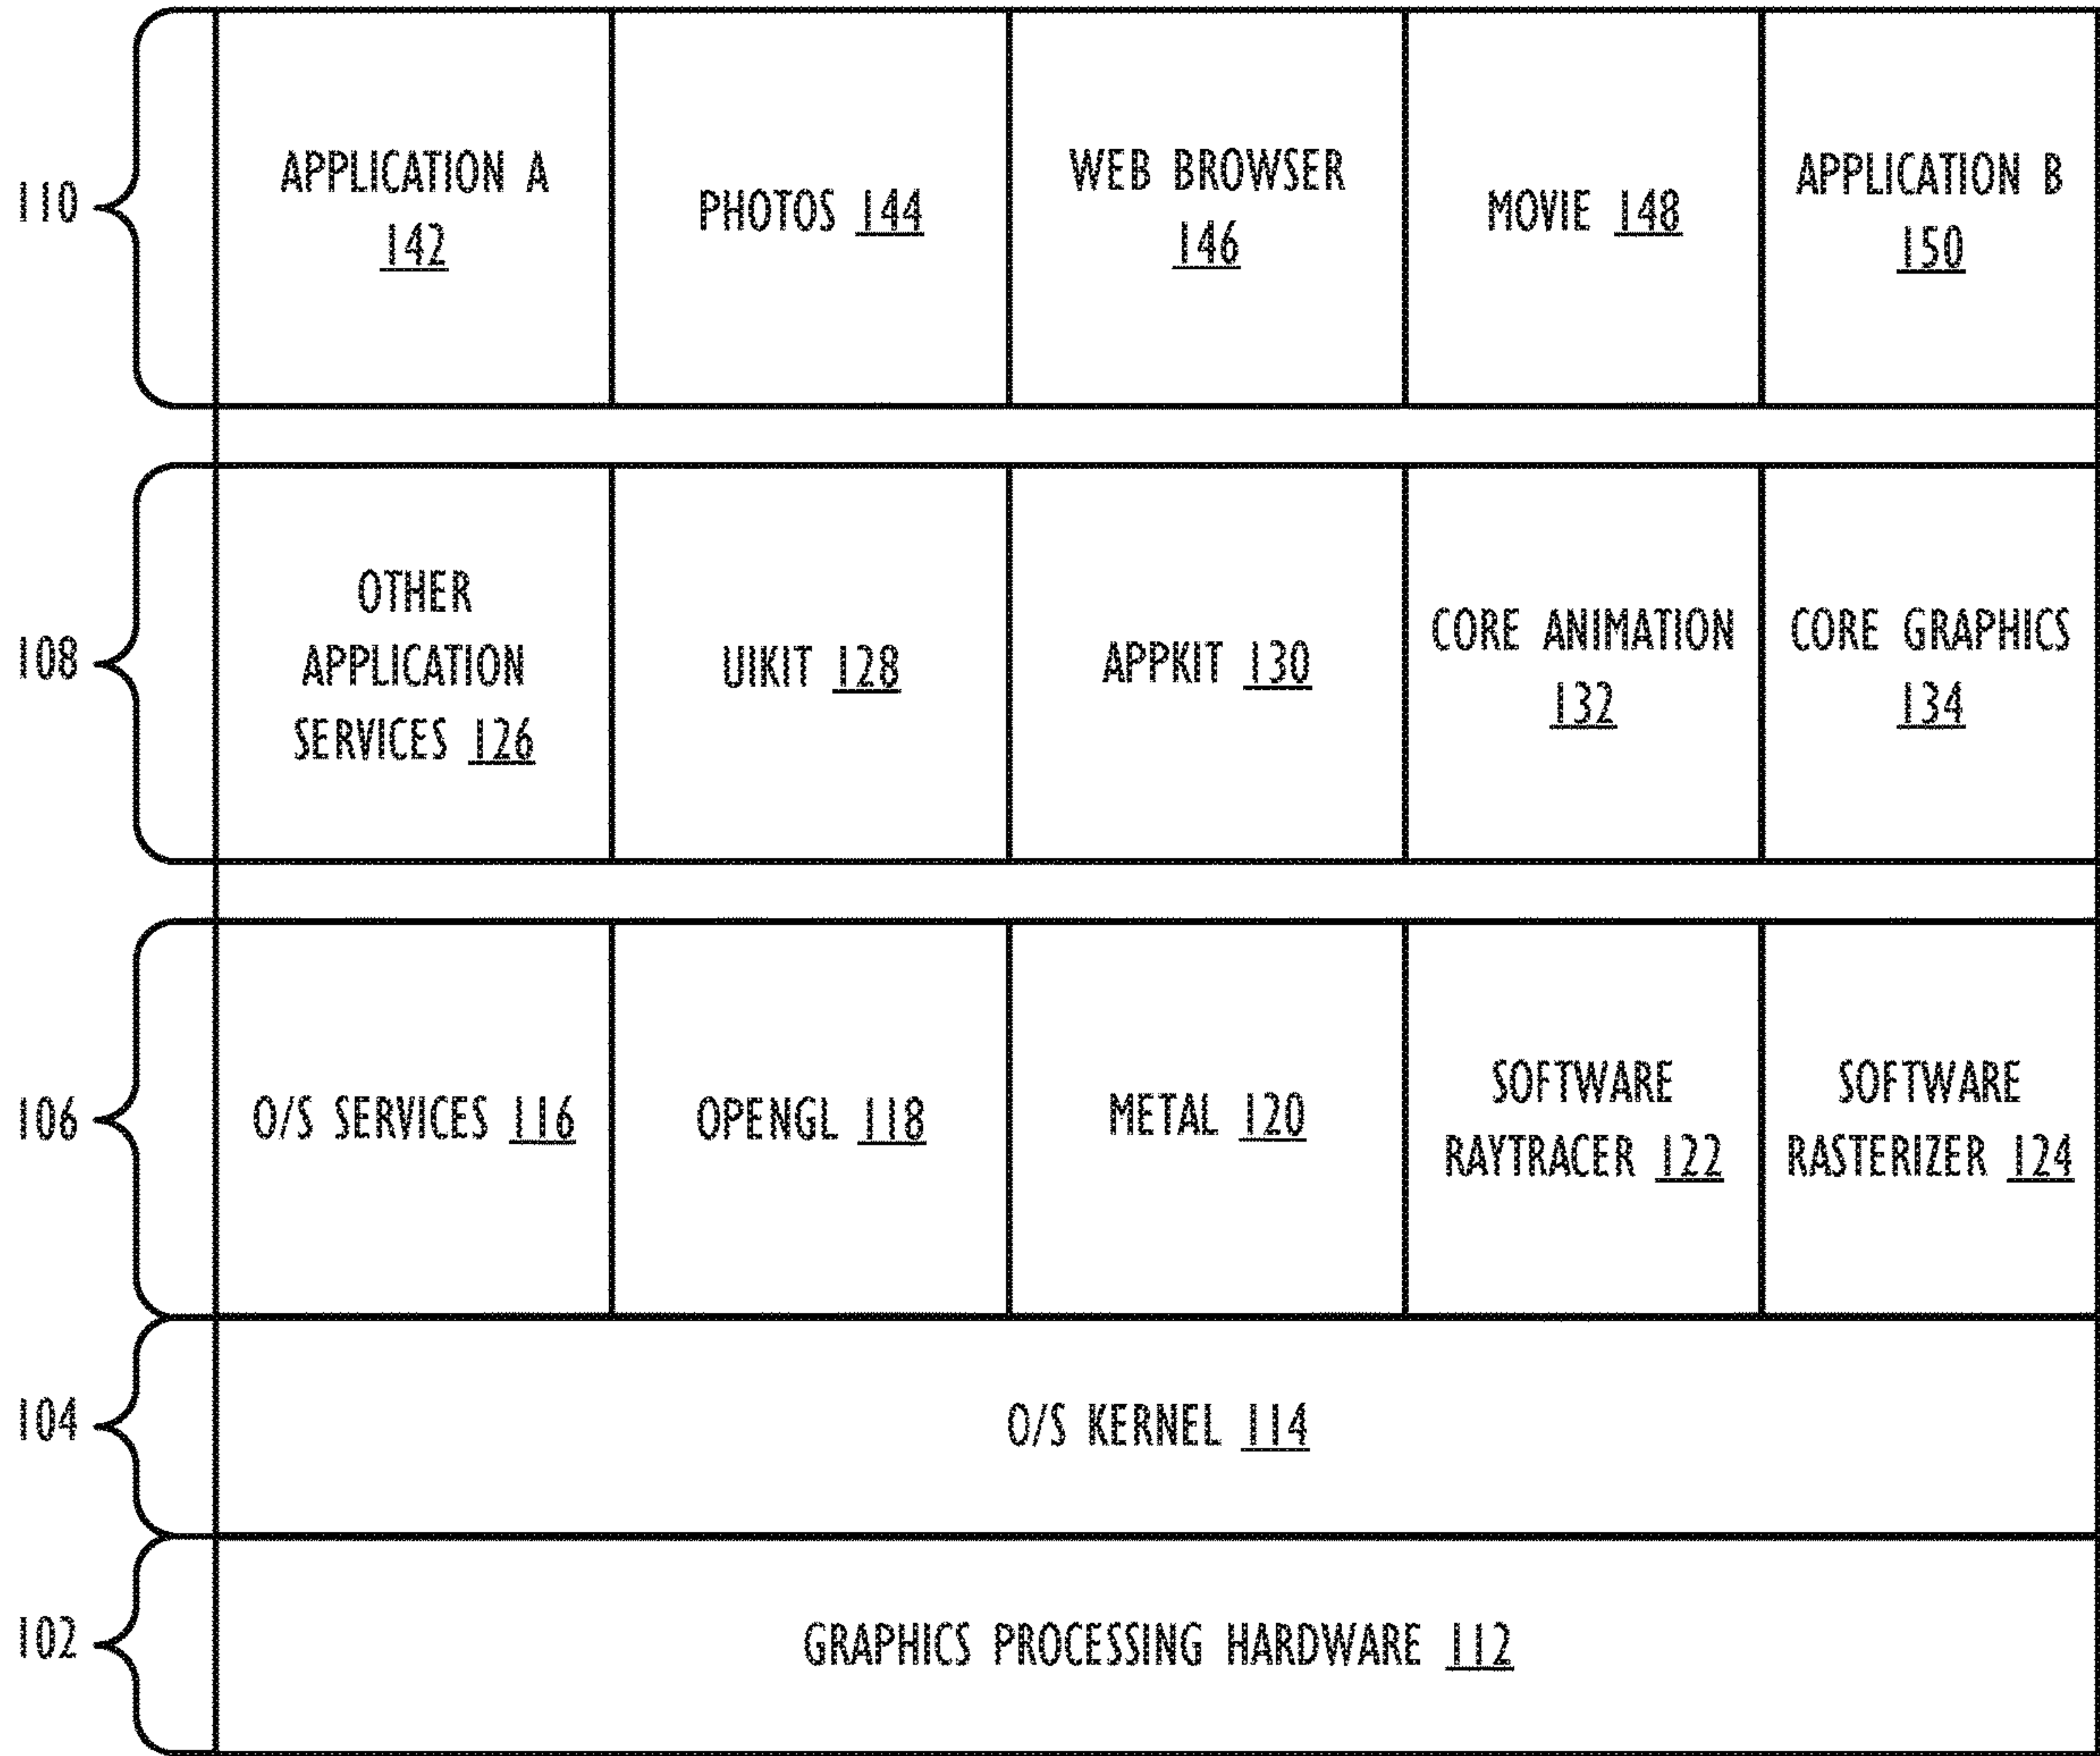 110
APPLICATION A
142
PHOTOS 144
WEB BROWSER
146
MOVIE 148
APPLICATION B
150
108
OTHER
APPLICATION
SERVICES 126
UIKIT 128
APPKIT 130
CORE ANIMATION
132
CORE GRAPHICS
134
106
O/S SERVICES 116
OPENGL 118
METAL 120
SOFTWARE
RAYTRACER 122
SOFTWARE
RASTERIZER 124
104
O/S KERNEL 114
102
GRAPHICS PROCESSING HARDWARE 112